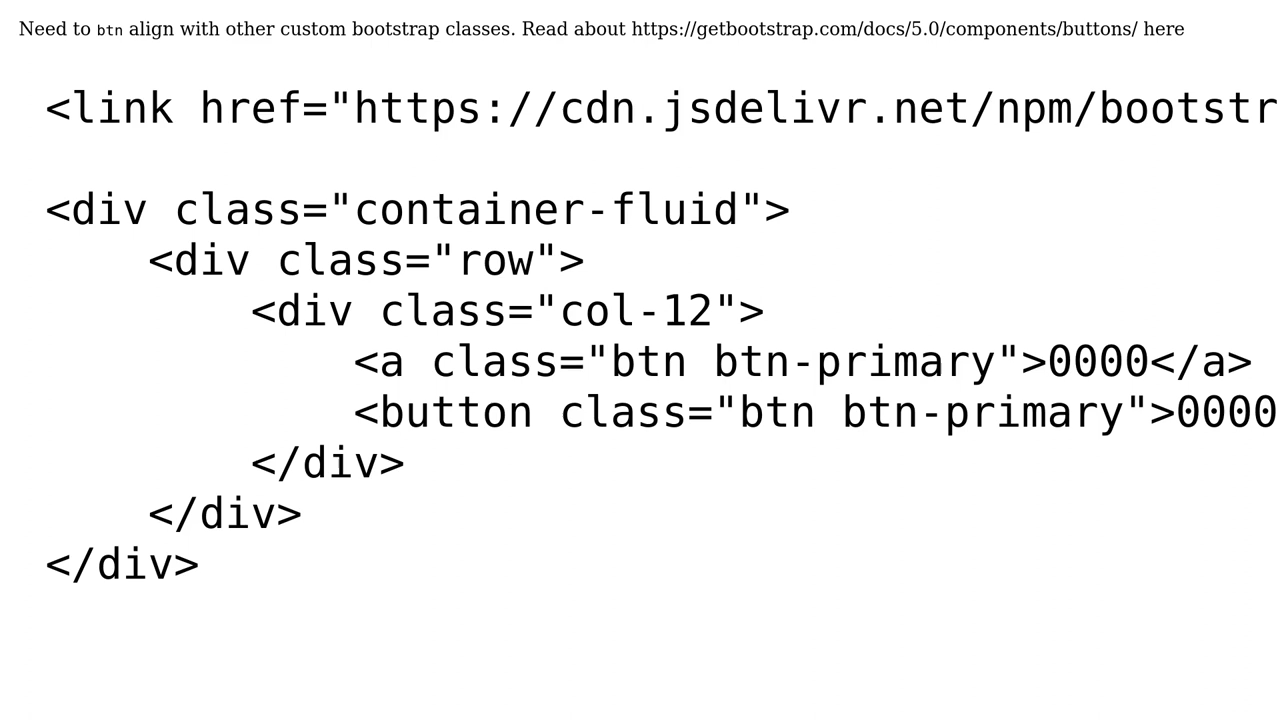 Need to btn align with other custom bootstrap classes. Read about https://getbootstrap.com/docs/5.0/components/buttons/ here
<link href="https://cdn.jsdelivr.net/npm/bootstr
<div class="container-fluid">
<div class="row">
<div class="col-12">
<a class="btn btn-primary">0000</a>
<button class="btn btn-primary">0000
</div>
</div>
</div>